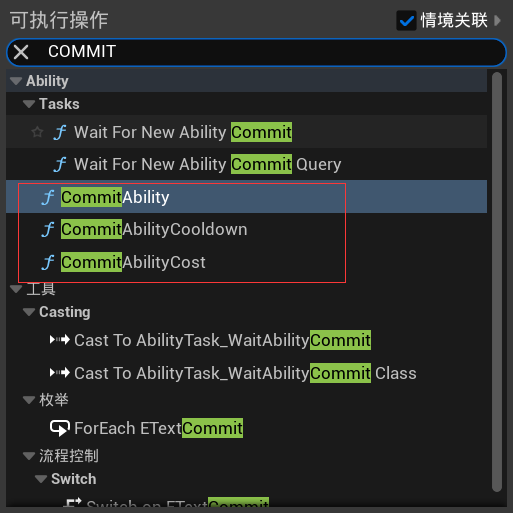 可执行操作
情境关联
COMMIT
Ability
Tasks
Wait For New Ability Commit
Wait For New Ability Commit Query
CommitAbility
CommitAbilityCooldown
CommitAbilityCost
工具
Casting
Cast To AbilityTask_WaitAbilityCommit
Cast To AbilityTask_WaitAbilityCommit Class
枚举
ForEach ETextCommit
流程控制
Switch
Switch on ETextCommit